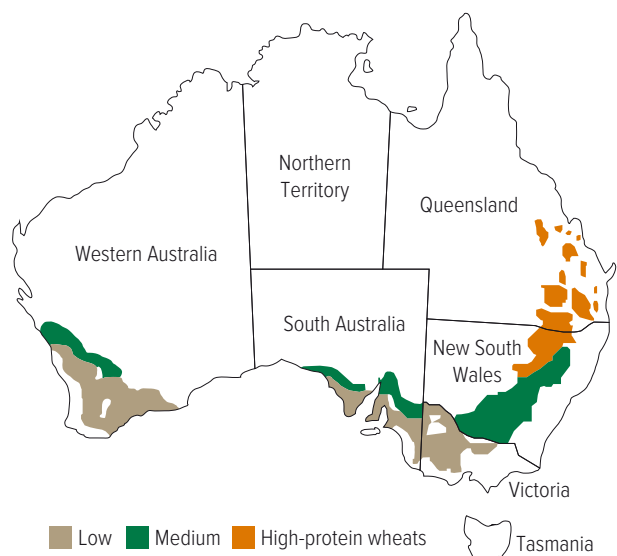 Northern
Territory
Queensland
Western Australia
South Australia
New South
Wales
Victoria
Low
Medium
High-protein wheats
Tasmania